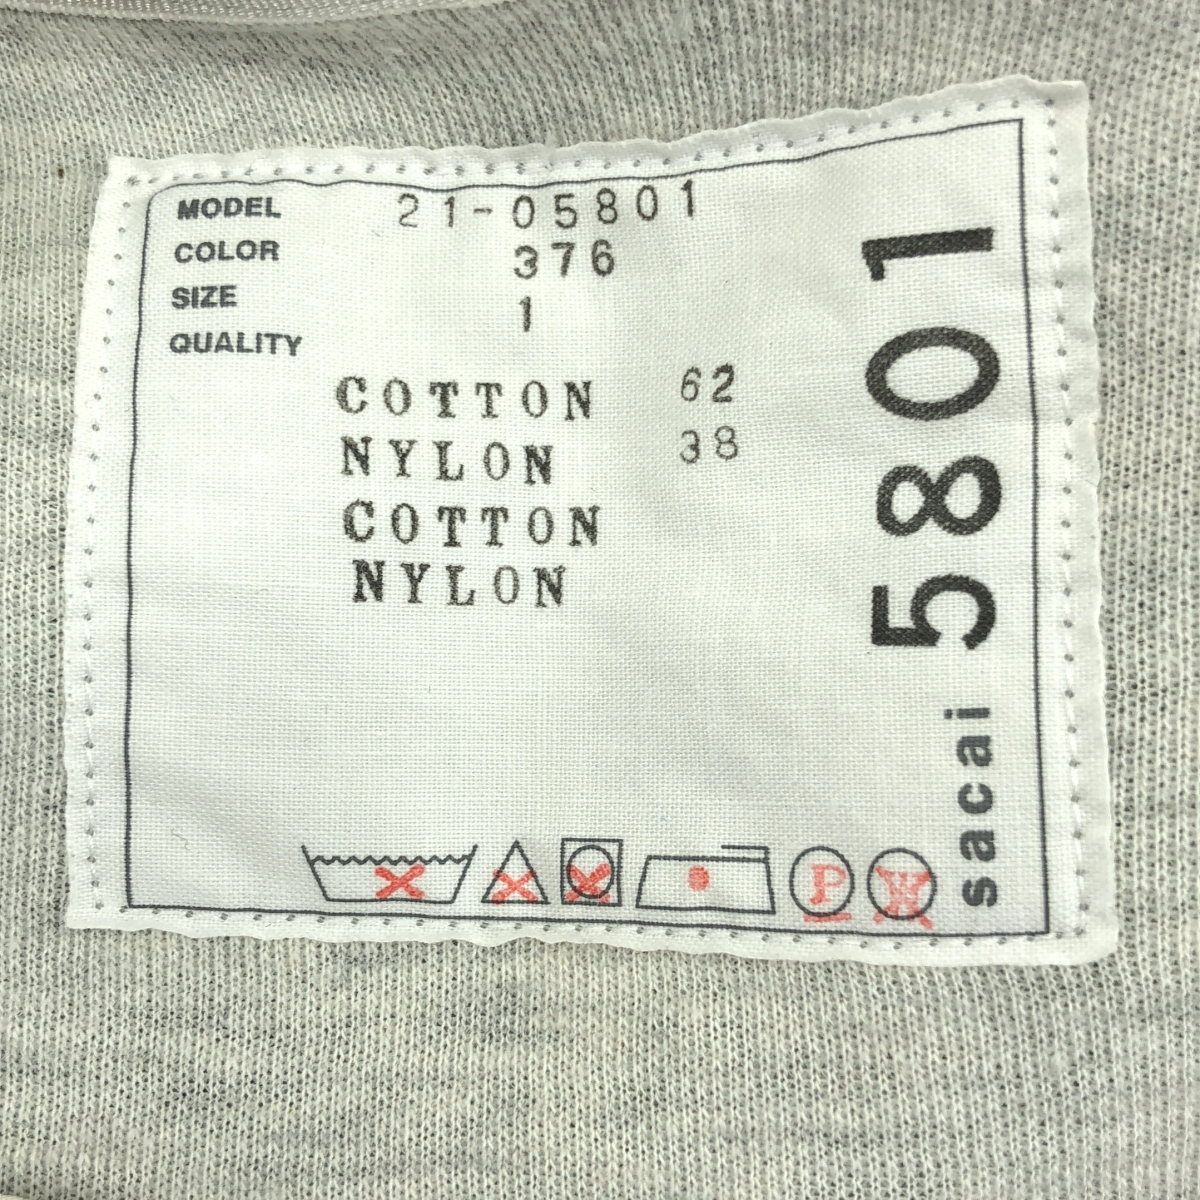 MODEL 21-05801
COLOR 376
SIZE 1
QUALITY
COTTON 62
NYLON 38
COTTON
NYLON
P
W
sacai 5801